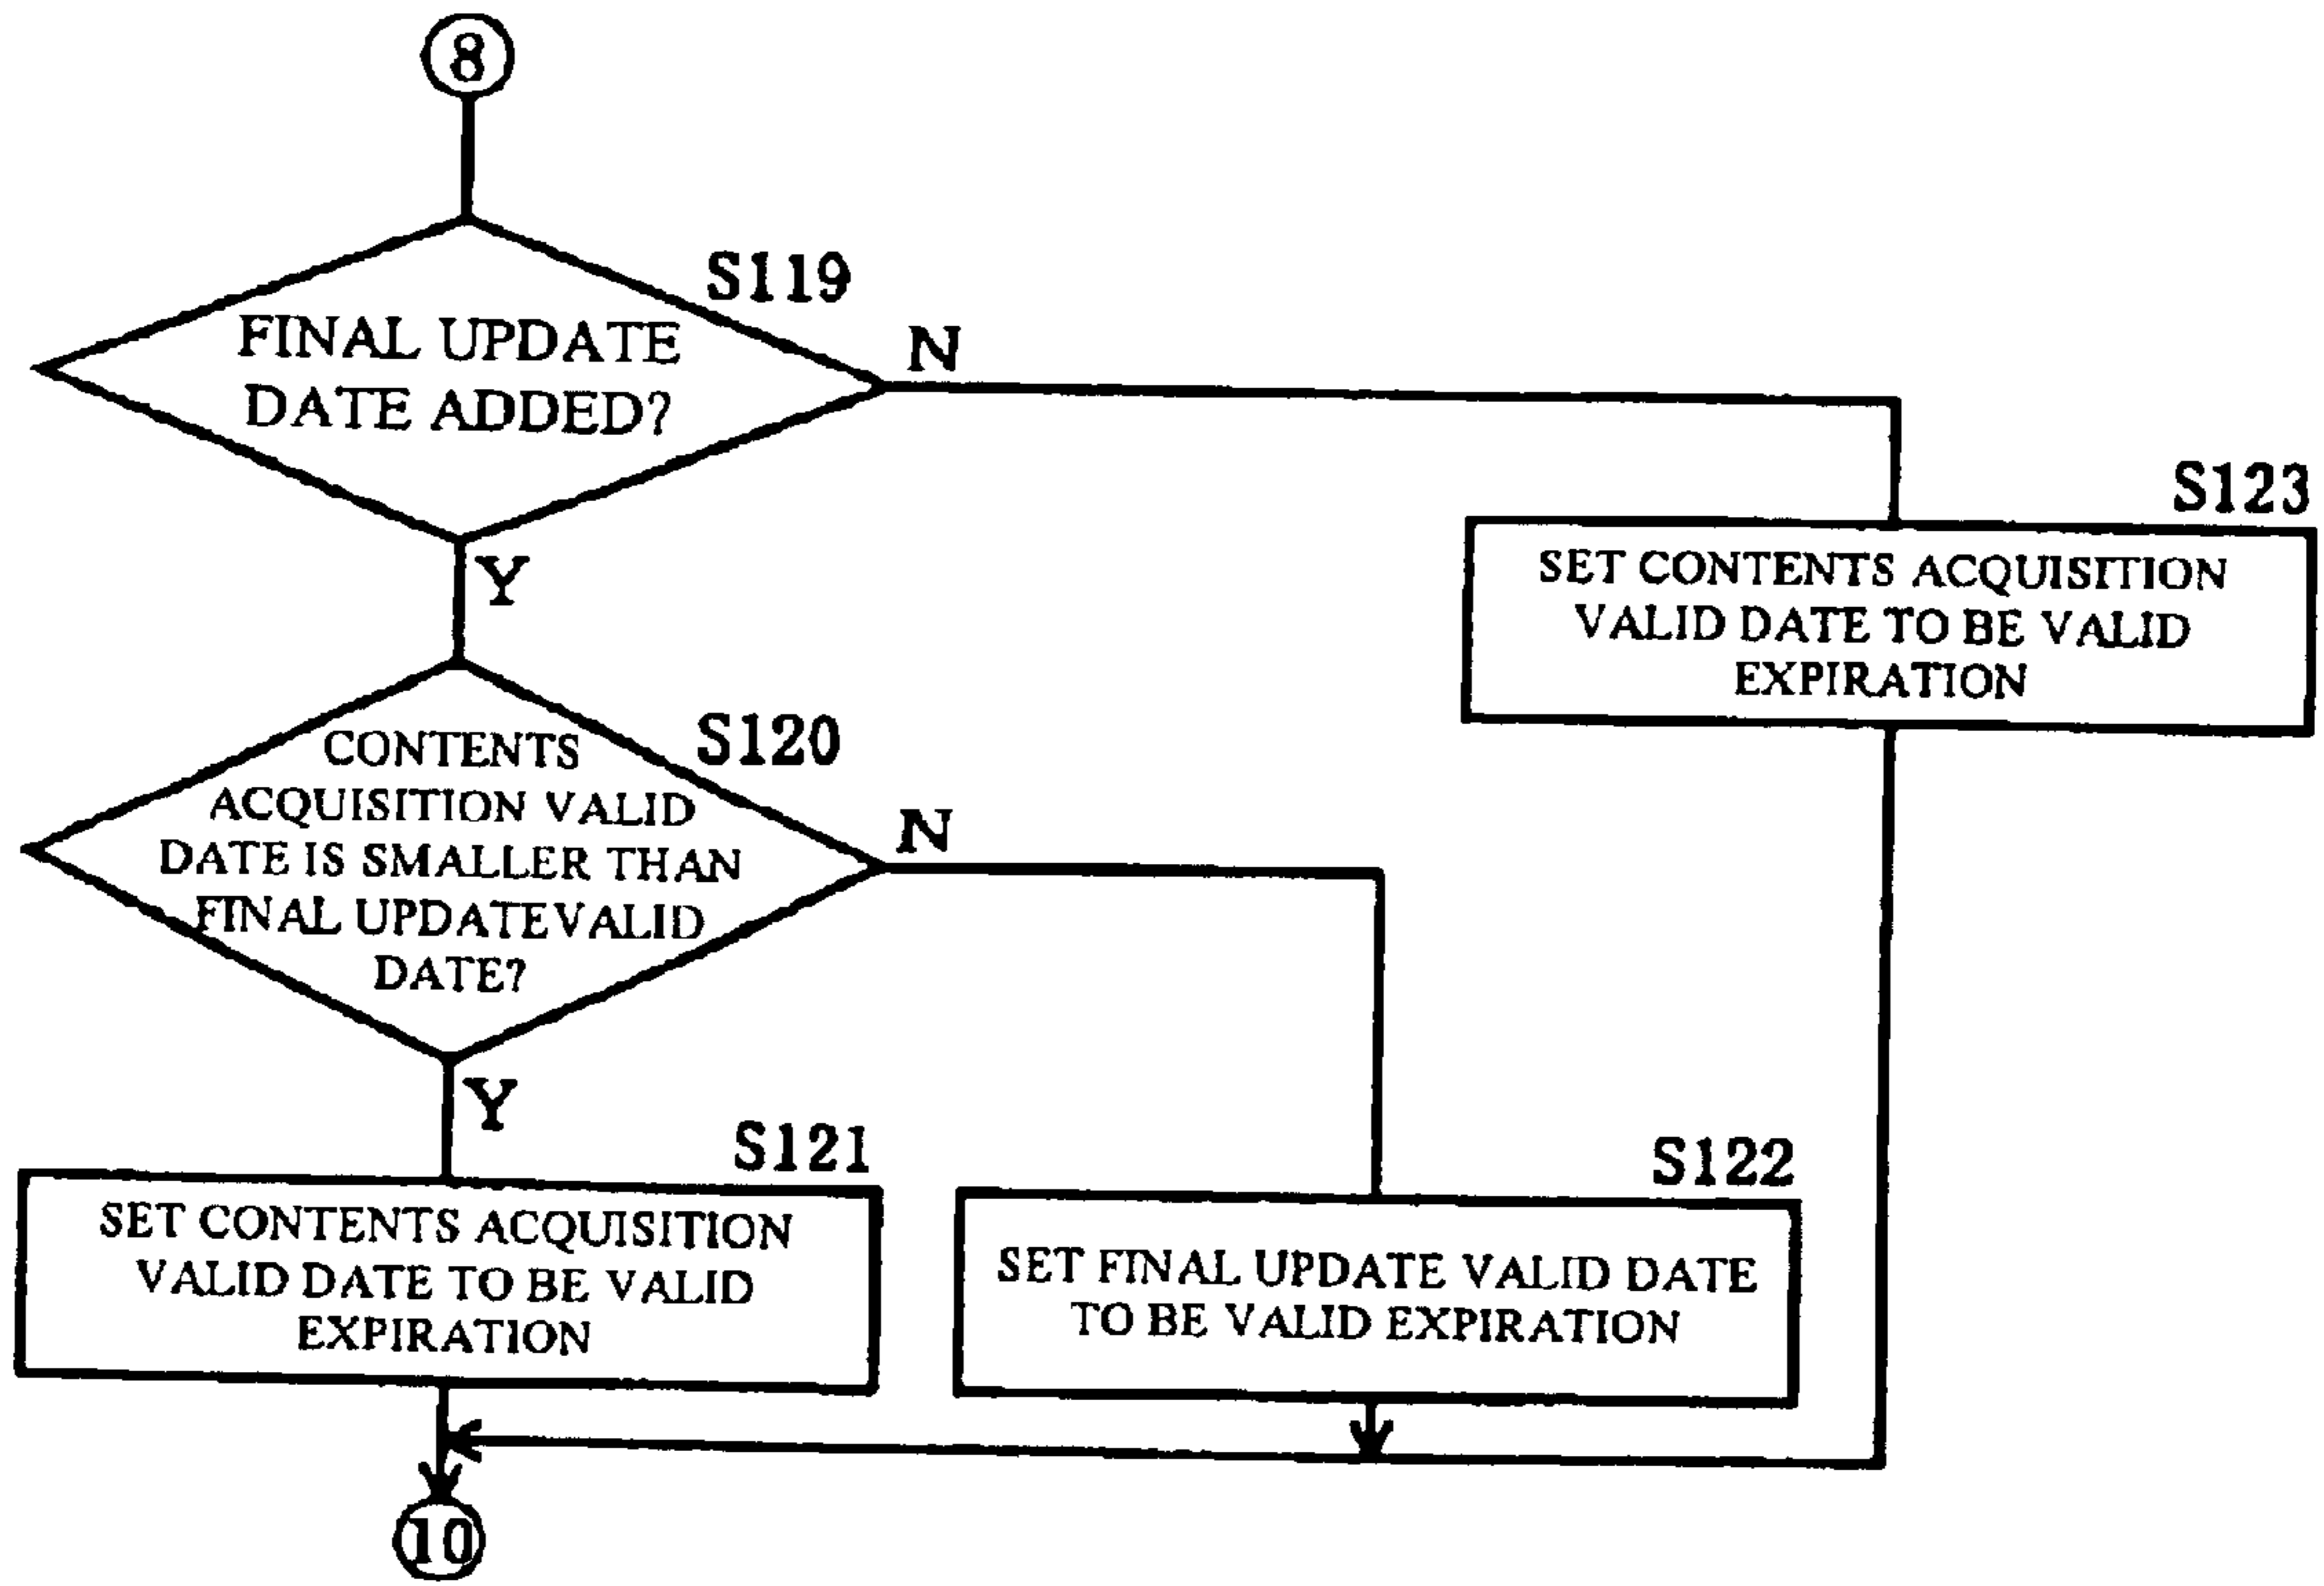 8
S119
FINAL UPDATE
DATE ADDED?
N
Y
S123
SET CONTENTS ACQUISITION
VALID DATE TO BE VALID
EXPIRATION
S120
CONTENTS
ACQUISITION VALID
DATE IS SMALLER THAN
FINAL UPDATEVALID
DATE?
N
Y
S121
SET CONTENTS ACQUISITION
VALID DATE TO BE VALID
EXPIRATION
S122
SET FINAL UPDATE VALID DATE
TO BE VALID EXPIRATION
10